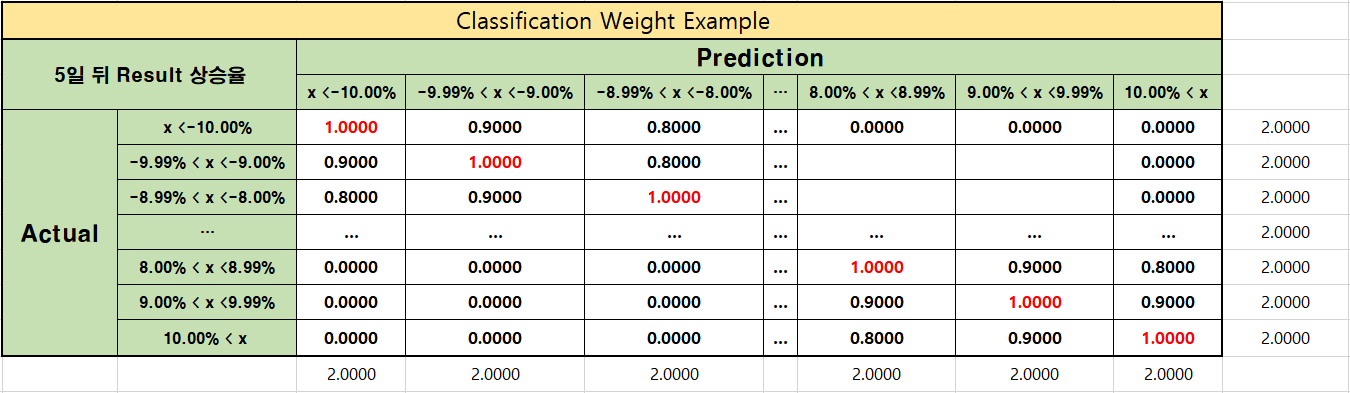 Classification Weight Example
5일 뒤 Result 상승율
Prediction
x <-10.00% -9.99% < x <-9.00% -8.99% < x <-8.00% ... 8.00% < x <8.99% 9.00% < x <9.99% 10.00% < x
Actual
x <-10.00% 1.0000 0.9000 0.8000 ... 0.0000 0.0000 0.0000 2.0000
-9.99% < x <-9.00% 0.9000 1.0000 0.8000 ... 0.0000 2.0000
-8.99% < x <-8.00% 0.8000 0.9000 1.0000 ... 0.0000 2.0000
... ... ... ... ... ... ... ... 2.0000
8.00% < x <8.99% 0.0000 0.0000 0.0000 ... 1.0000 0.9000 0.8000 2.0000
9.00% < x <9.99% 0.0000 0.0000 0.0000 ... 0.9000 1.0000 0.9000 2.0000
10.00% < x 0.0000 0.0000 0.0000 ... 0.8000 0.9000 1.0000 2.0000
2.0000 2.0000 2.0000 2.0000 2.0000 2.0000